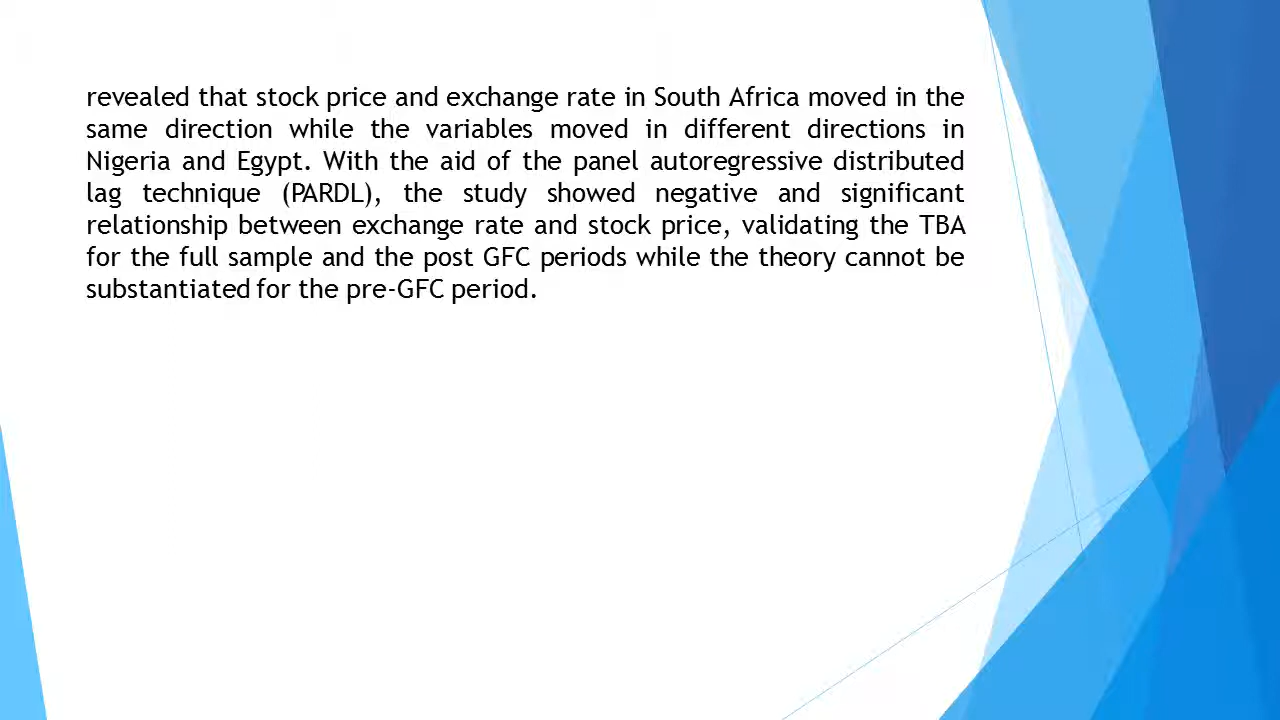 revealed that stock price and exchange rate in South Africa moved in the
same direction while the variables moved in different directions in
Nigeria and Egypt. With the aid of the panel autoregressive distributed
lag technique (PARDL), the study showed negative and significant
relationship between exchange rate and stock price, validating the TBA
for the full sample and the post GFC periods while the theory cannot be
substantiated for the pre-GFC period.